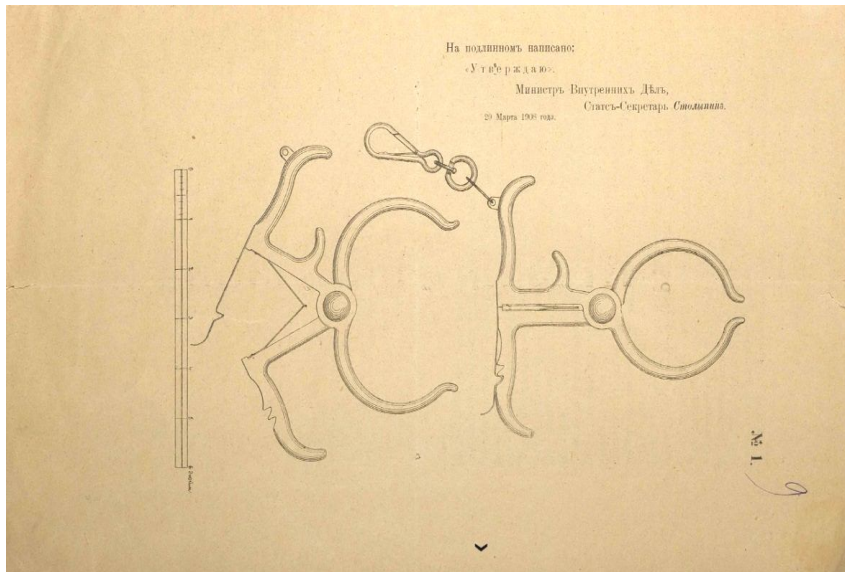 На подлинномъ написано:
«Утверждаю».
Министръ Внутреннихъ Дѣлъ,
Статсъ-Секретарь Столыпинъ.
29 Марта 1908 года.
№ 1.